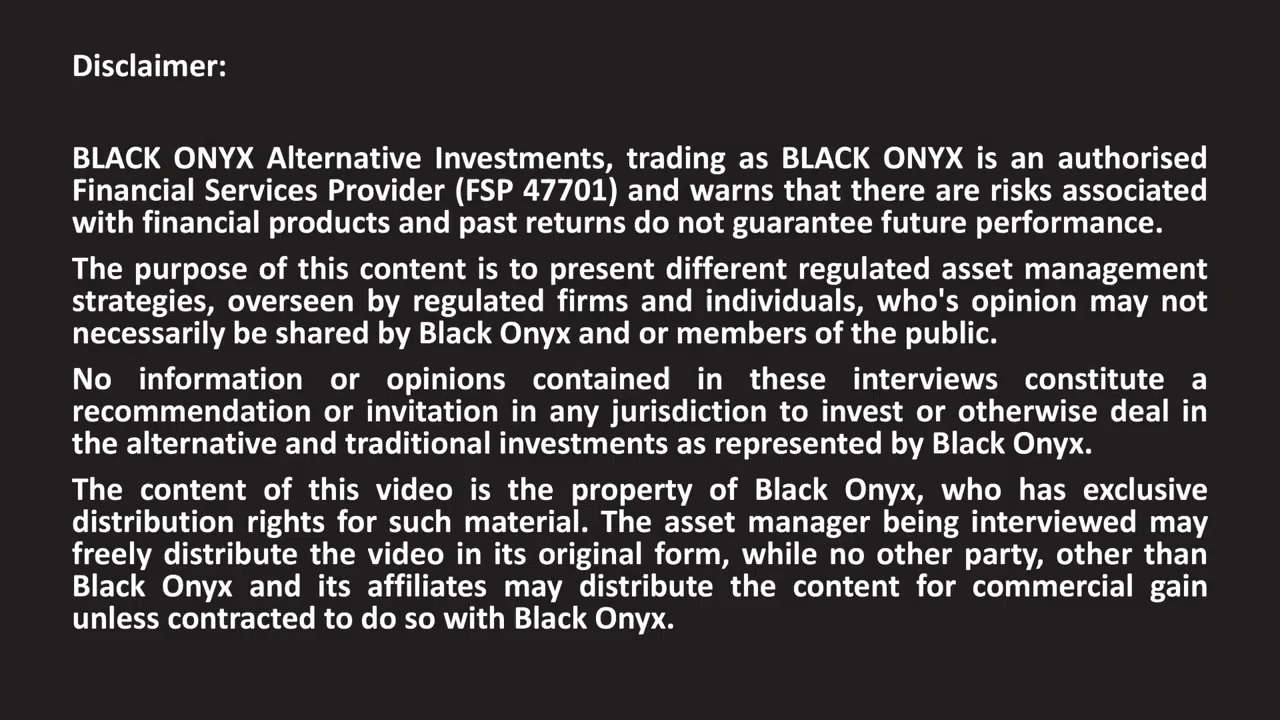 Disclaimer:
BLACK ONYX Alternative Investments, trading as BLACK ONYX is an authorised
Financial Services Provider (FSP 47701) and warns that there are risks associated
with financial products and past returns do not guarantee future performance.
The purpose of this content is to present different regulated asset management
strategies, overseen by regulated firms and individuals, who's opinion may not
necessarily be shared by Black Onyx and or members of the public.
No information or opinions contained in these interviews constitute a
recommendation or invitation in any jurisdiction to invest or otherwise deal in
the alternative and traditional investments as represented by Black Onyx.
The content of this video is the property of Black Onyx, who has exclusive
distribution rights for such material. The asset manager being interviewed may
freely distribute the video in its original form, while no other party, other than
Black Onyx and its affiliates may distribute the content for commercial gain
unless contracted to do so with Black Onyx.